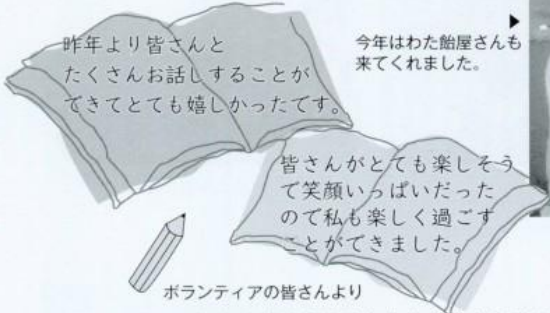 昨年より皆さんと
たくさんお話しすることが
できてとても嬉しかったです。
▶
今年はわた飴屋さんも
来てくれました。
皆さんがとても楽しそう
で笑顔いっぱいだった
ので私も楽しく過ごす
ことができました。
ボランティアの皆さんより